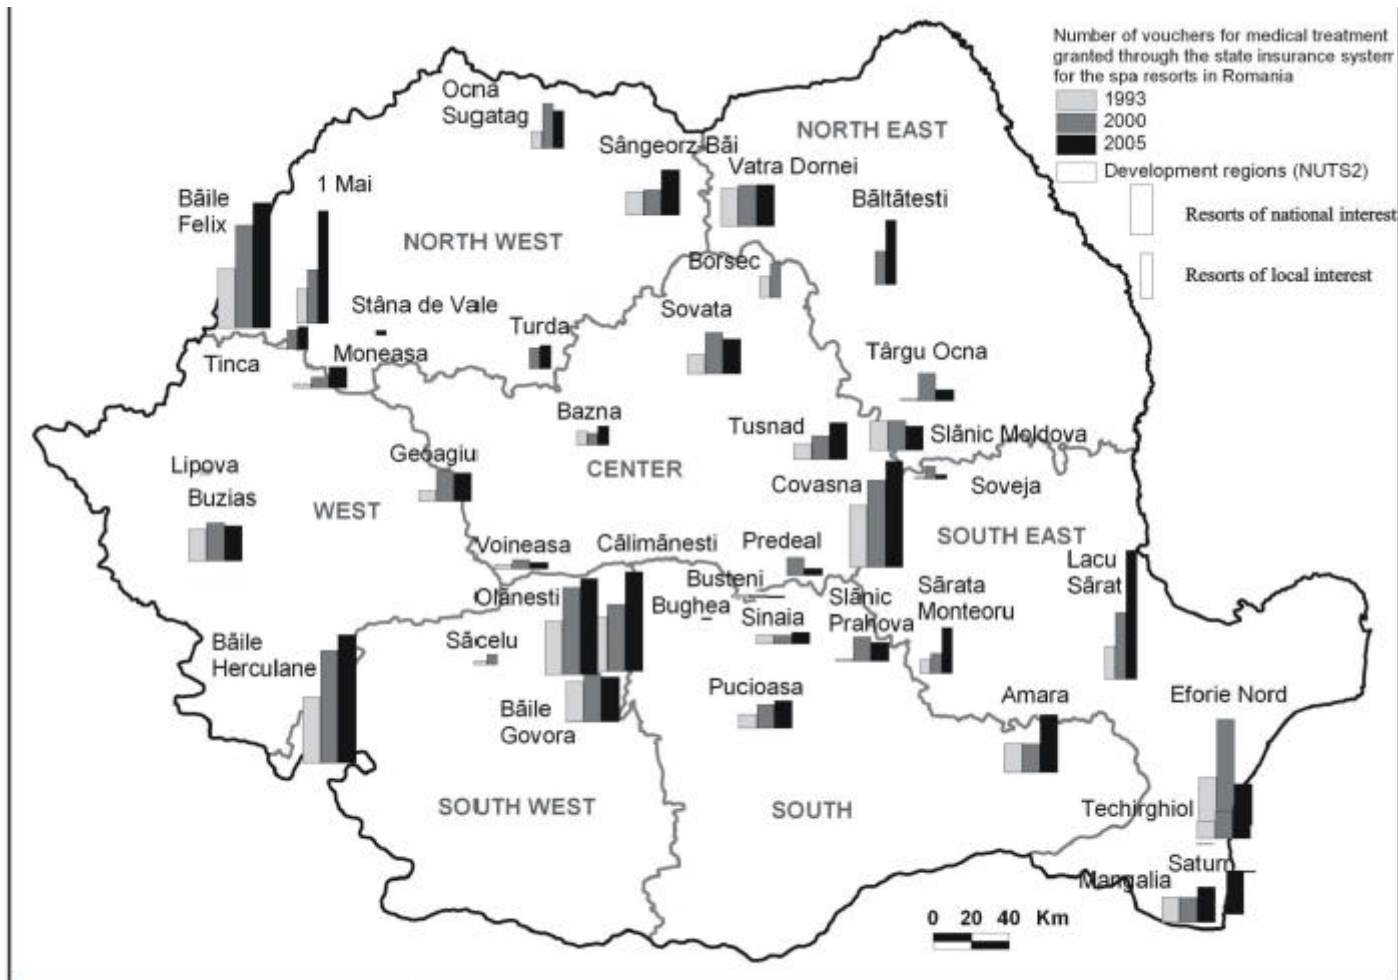 Number of vouchers for medical treatment
granted through the state insurance system
for the spa resorts in Romania
1993
2000
2005
Development regions (NUTS2)
Resorts of national interest
Resorts of local interest
Ocna
Sugatag
NORTH EAST
Sângeorz-Băi
Vatra Dornei
1 Mai
Băile
Felix
Băltătesti
NORTH WEST
Borsec
Stâna de Vale
Sovata
Turda
Tinca
Moneasa
Târgu Ocna
Bazna
Tusnad
Slănic Moldova
Geoagiu
CENTER
Lipova
Covasna
Soveja
Buzias
WEST
SOUTH EAST
Voineasa
Călimănesti
Predeal
Lacu
Sărat
Busteni
Sărata
Monteoru
Olănesti
Bughea
Slănic
Prahova
Sinaia
Băile
Herculane
Săcelu
Pucioasa
Amara
Eforie Nord
Băile
Govora
SOUTH WEST
SOUTH
Techirghiol
Saturn
Mangalia
0 20 40 Km